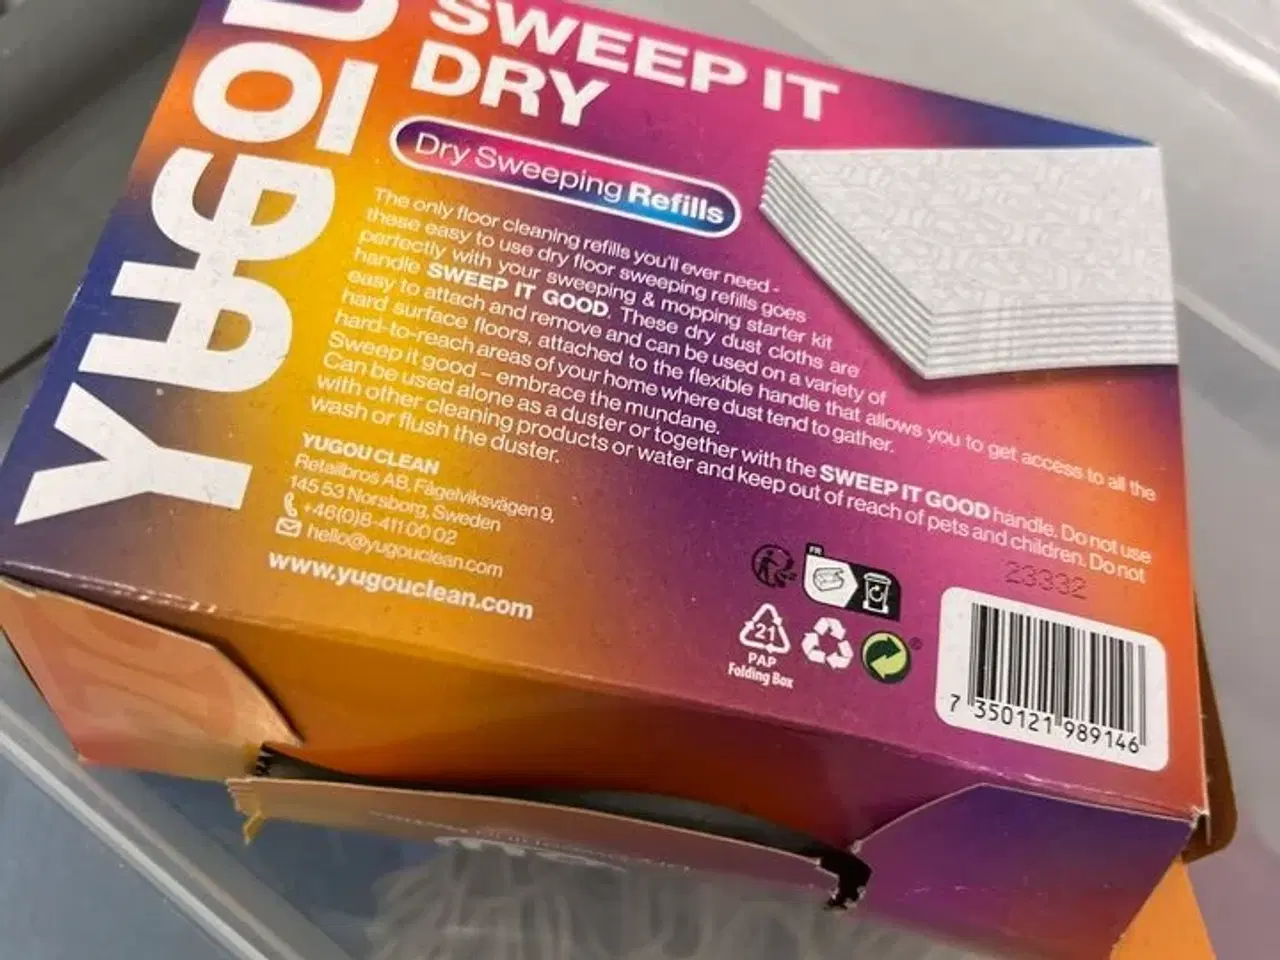 YUGOU
SWEEP IT
DRY
Dry Sweeping Refills
The only floor cleaning refills you'll ever need -
these easy to use dry floor sweeping refills goes
perfectly with your sweeping & mopping starter kit
handle SWEEP IT GOOD. These dry dust cloths are
easy to attach and remove and can be used on a variety of
hard surface floors, attached to the flexible handle that allows you to get access to all the
hard-to-reach areas of your home where dust tend to gather.
Sweep it good – embrace the mundane.
Can be used alone as a duster or together with the SWEEP IT GOOD handle. Do not use
with other cleaning products or water and keep out of reach of pets and children. Do not
wash or flush the duster.
YUGOU CLEAN
Retailbros AB, Fågelviksvägen 9,
145 53 Norsborg, Sweden
+46(0)8-411 00 02
hello@yugouclean.com
www.yugouclean.com
23332
FR
21
PAP
Folding Box
7 350121 989146